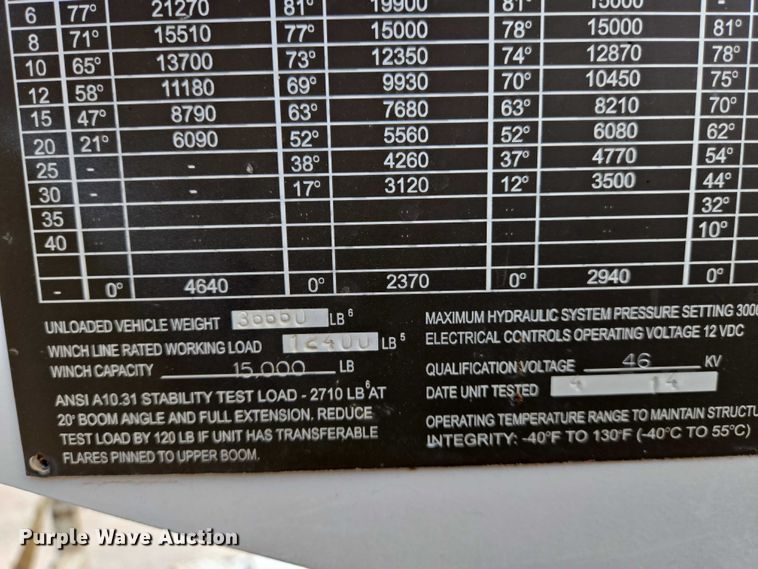 6 77° 21270 81° 19900 81° 15000 -
8 71° 15510 77° 15000 78° 15000 81°
10 65° 13700 73° 12350 74° 12870 78°
12 58° 11180 69° 9930 70° 10450 75°
15 47° 8790 63° 7680 63° 8210 70°
20 21° 6090 52° 5560 52° 6080 62°
25 - - 38° 4260 37° 4770 54°
30 - - 17° 3120 12° 3500 44°
35 32°
40 10°
- 0° 4640 0° 2370 0° 2940 0°
UNLOADED VEHICLE WEIGHT LB 6
WINCH LINE RATED WORKING LOAD 12400 LB 5
WINCH CAPACITY 15,000 LB
ANSI A10.31 STABILITY TEST LOAD - 2710 LB 6 AT
20° BOOM ANGLE AND FULL EXTENSION. REDUCE
TEST LOAD BY 120 LB IF UNIT HAS TRANSFERABLE
FLARES PINNED TO UPPER BOOM.
MAXIMUM HYDRAULIC SYSTEM PRESSURE SETTING 3000
ELECTRICAL CONTROLS OPERATING VOLTAGE 12 VDC
QUALIFICATION VOLTAGE 46 KV
DATE UNIT TESTED 4 14
OPERATING TEMPERATURE RANGE TO MAINTAIN STRUCTU
INTEGRITY: -40°F TO 130°F (-40°C TO 55°C)
Purple Wave Auction